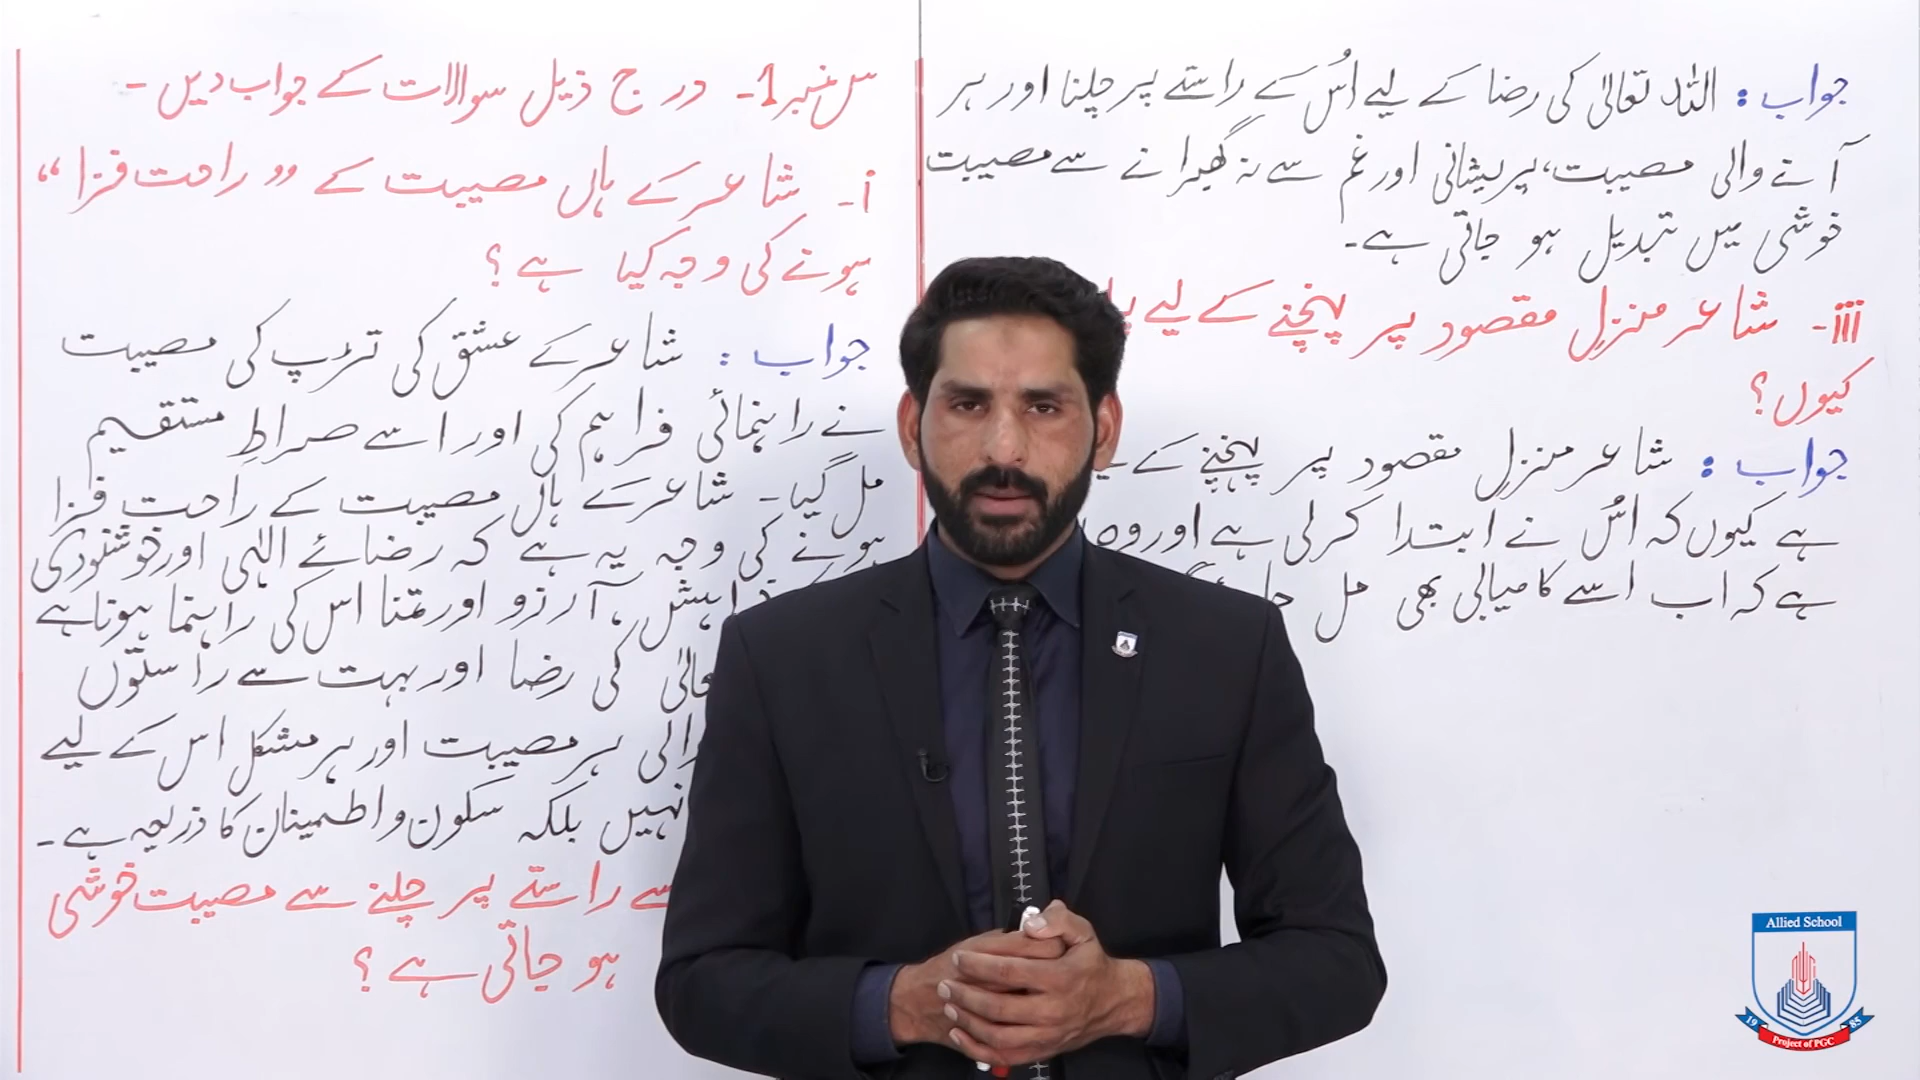 س نمبر1۔ درج ذیل سوالات کے جواب دیں۔
i۔ شاعر کے ہاں مصیبت کے ”راحت فزا“
ہونے کی وجہ کیا ہے؟
جواب : شاعر کے عشق کی تڑپ کی مصیبت
نے راہنمائی فراہم کی اور اسے صراطِ مستقیم
مل گیا۔ شاعر کے ہاں مصیبت کے راحت فزا
ہونے کی وجہ یہ ہے کہ رضائے الٰہی اور خوشنودی
آرزو اور تمنا اس کی راہنما ہوتا ہے
کی رضا اور بہت سے راستوں
ہر مصیبت اور ہر مشکل اس کے لیے
نہیں بلکہ سکون و اطمینان کا ذریعہ ہے۔
راستے پر چلنے سے مصیبت خوشی
ہو جاتی ہے؟
جواب : اللہ تعالیٰ کی رضا کے لیے اُس کے راستے پر چلنا اور ہر
آنے والی مصیبت، پریشانی اور غم سے نہ گھبرانے سے مصیبت
خوشی میں تبدیل ہو جاتی ہے۔
iii۔ شاعر منزلِ مقصود پر پہنچنے کے لیے
کیوں؟
جواب : شاعر منزلِ مقصود پر پہنچنے کے
ہے کیوں کہ اُس نے ابتدا کر لی ہے اور وہ
ہے کہ اب اسے کامیابی بھی مل
Allied School
1985
Project of PGC